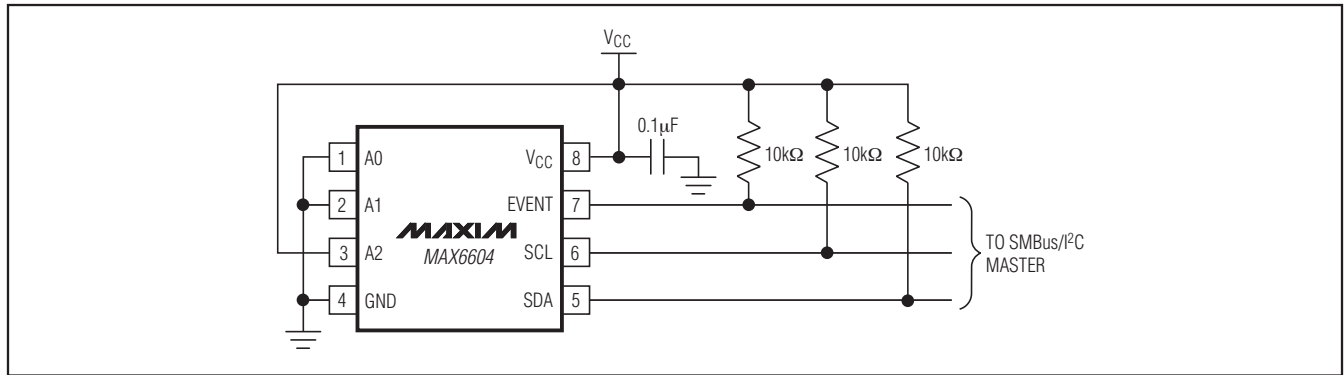 VCC
0.1μF
10kΩ 10kΩ 10kΩ
1 A0 VCC 8
2 A1 EVENT 7
MAXIM
MAX6604
3 A2 SCL 6
4 GND SDA 5
TO SMBus/I²C
MASTER